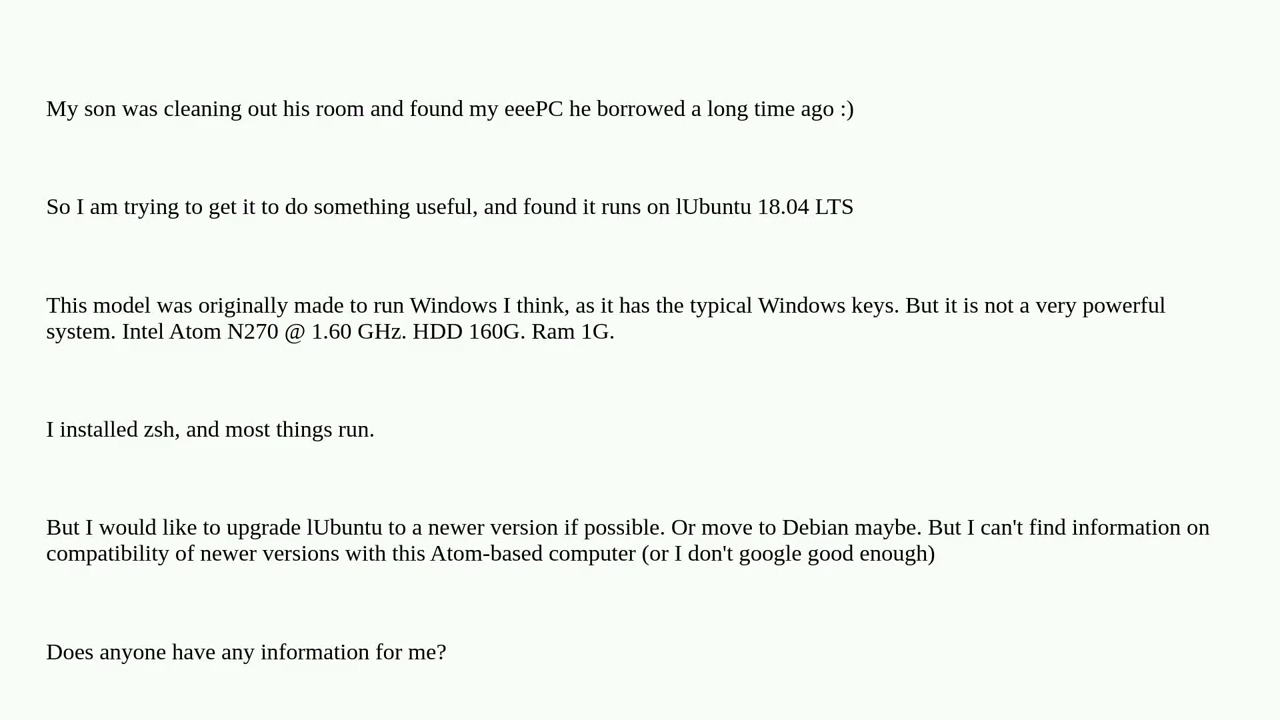 My son was cleaning out his room and found my eeePC he borrowed a long time ago :)
So I am trying to get it to do something useful, and found it runs on lUbuntu 18.04 LTS
This model was originally made to run Windows I think, as it has the typical Windows keys. But it is not a very powerful
system. Intel Atom N270 @ 1.60 GHz. HDD 160G. Ram 1G.
I installed zsh, and most things run.
But I would like to upgrade lUbuntu to a newer version if possible. Or move to Debian maybe. But I can't find information on
compatibility of newer versions with this Atom-based computer (or I don't google good enough)
Does anyone have any information for me?